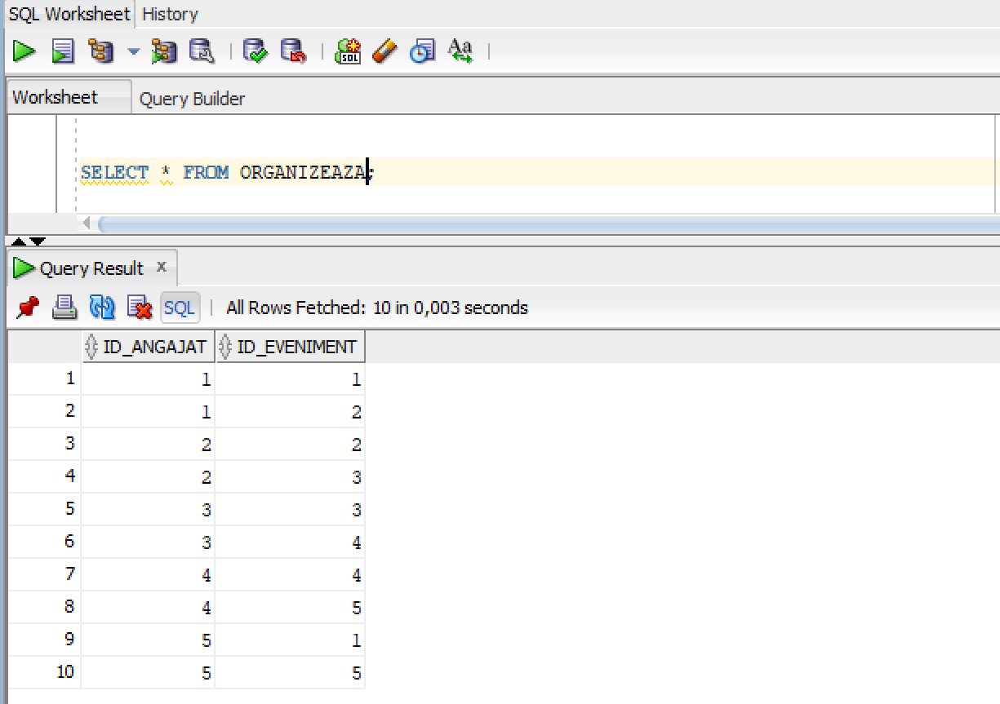 SQL Worksheet History
SQL Aa
Worksheet Query Builder
SELECT * FROM ORGANIZEAZA;
Query Result x
SQL | All Rows Fetched: 10 in 0,003 seconds
ID_ANGAJAT ID_EVENIMENT
1 1 1
2 1 2
3 2 2
4 2 3
5 3 3
6 3 4
7 4 4
8 4 5
9 5 1
10 5 5